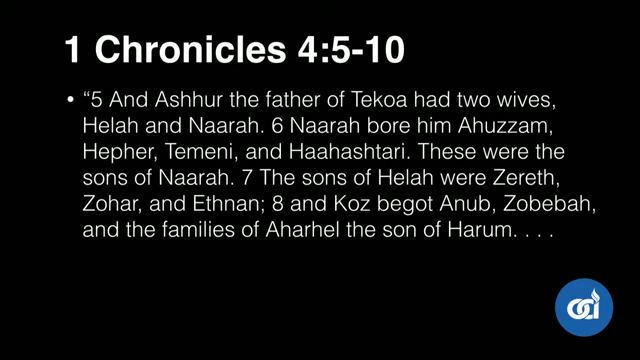 1 Chronicles 4:5-10
• “5 And Ashhur the father of Tekoa had two wives,
Helah and Naarah. 6 Naarah bore him Ahuzzam,
Hepher, Temeni, and Haahashtari. These were the
sons of Naarah. 7 The sons of Helah were Zereth,
Zohar, and Ethnan; 8 and Koz begot Anub, Zobebah,
and the families of Aharhel the son of Harum. . . .
OCI